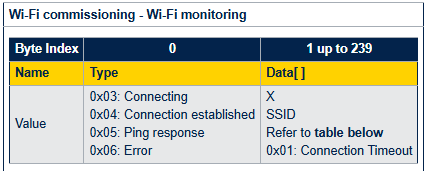 Wi-Fi commissioning - Wi-Fi monitoring
Byte Index 0 1 up to 239
Name Type Data[ ]
Value
0x03: Connecting X
0x04: Connection established SSID
0x05: Ping response Refer to table below
0x06: Error 0x01: Connection Timeout